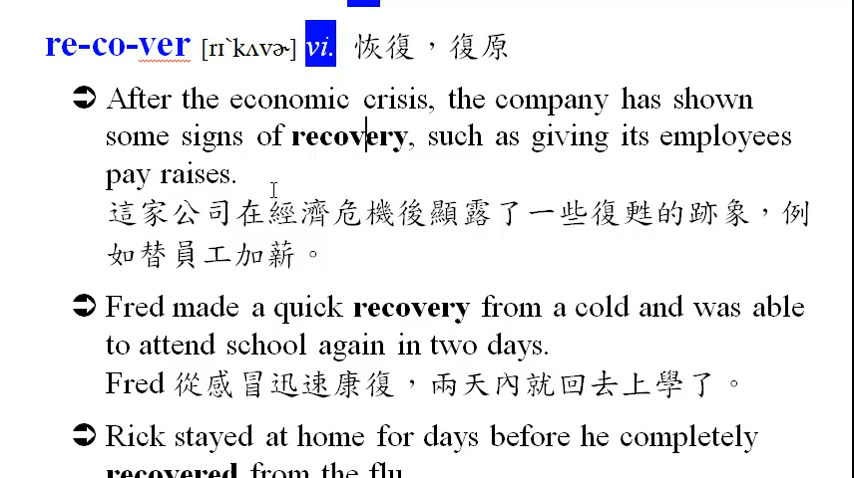 re-co-ver [rɪˋkʌvɚ] vi. 恢復，復原
➲ After the economic crisis, the company has shown
some signs of recovery, such as giving its employees
pay raises.
這家公司在經濟危機後顯露了一些復甦的跡象，例
如替員工加薪。
➲ Fred made a quick recovery from a cold and was able
to attend school again in two days.
Fred 從感冒迅速康復，兩天內就回去上學了。
➲ Rick stayed at home for days before he completely
recovered from the flu.